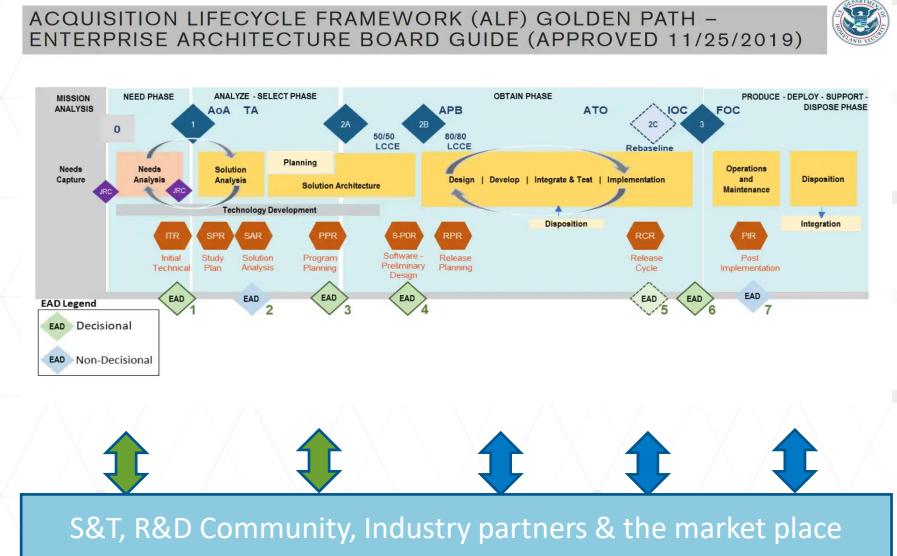 ACQUISITION LIFECYCLE FRAMEWORK (ALF) GOLDEN PATH –
ENTERPRISE ARCHITECTURE BOARD GUIDE (APPROVED 11/25/2019)
MISSION
ANALYSIS
NEED PHASE
ANALYZE - SELECT PHASE
OBTAIN PHASE
PRODUCE - DEPLOY - SUPPORT -
DISPOSE PHASE
0
1
AoA
TA
2A
2B
APB
ATO
2C
IOC
3
FOC
50/50
LCCE
80/80
LCCE
Rebaseline
Needs
Capture
JRC
Needs
Analysis
JRC
Solution
Analysis
Planning
Solution Architecture
Design | Develop | Integrate & Test | Implementation
Operations
and
Maintenance
Disposition
Technology Development
Disposition
Integration
ITR
SPR
SAR
PPR
S-PDR
RPR
RCR
PIR
Initial
Technical
Study
Plan
Solution
Analysis
Program
Planning
Software -
Preliminary
Design
Release
Planning
Release
Cycle
Post
Implementation
EAD
1
EAD
2
EAD
3
EAD
4
EAD
5
EAD
6
EAD
7
EAD Legend
EAD Decisional
EAD Non-Decisional
S&T, R&D Community, Industry partners & the market place